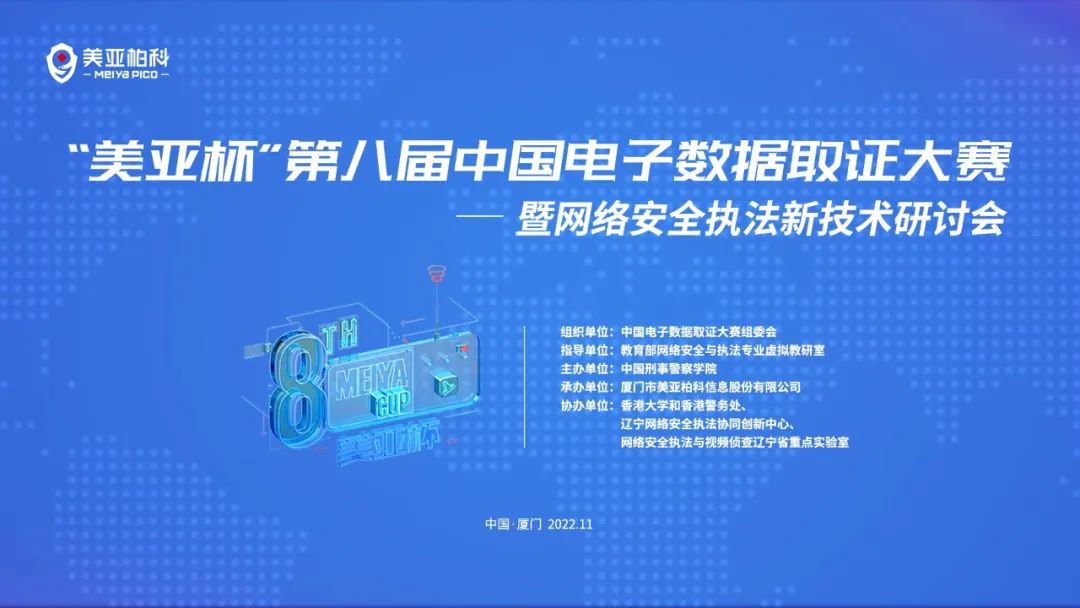 美亚柏科
MEIYA PICO
“美亚杯”第八届中国电子数据取证大赛
—— 暨网络安全执法新技术研讨会
8TH
MEIYA
CUP
美亚杯
组织单位：中国电子数据取证大赛组委会
指导单位：教育部网络安全与执法专业虚拟教研室
主办单位：中国刑事警察学院
承办单位：厦门市美亚柏科信息股份有限公司
协办单位：香港大学和香港警务处、
辽宁网络安全执法协同创新中心、
网络安全执法与视频侦查辽宁省重点实验室
中国·厦门 2022.11